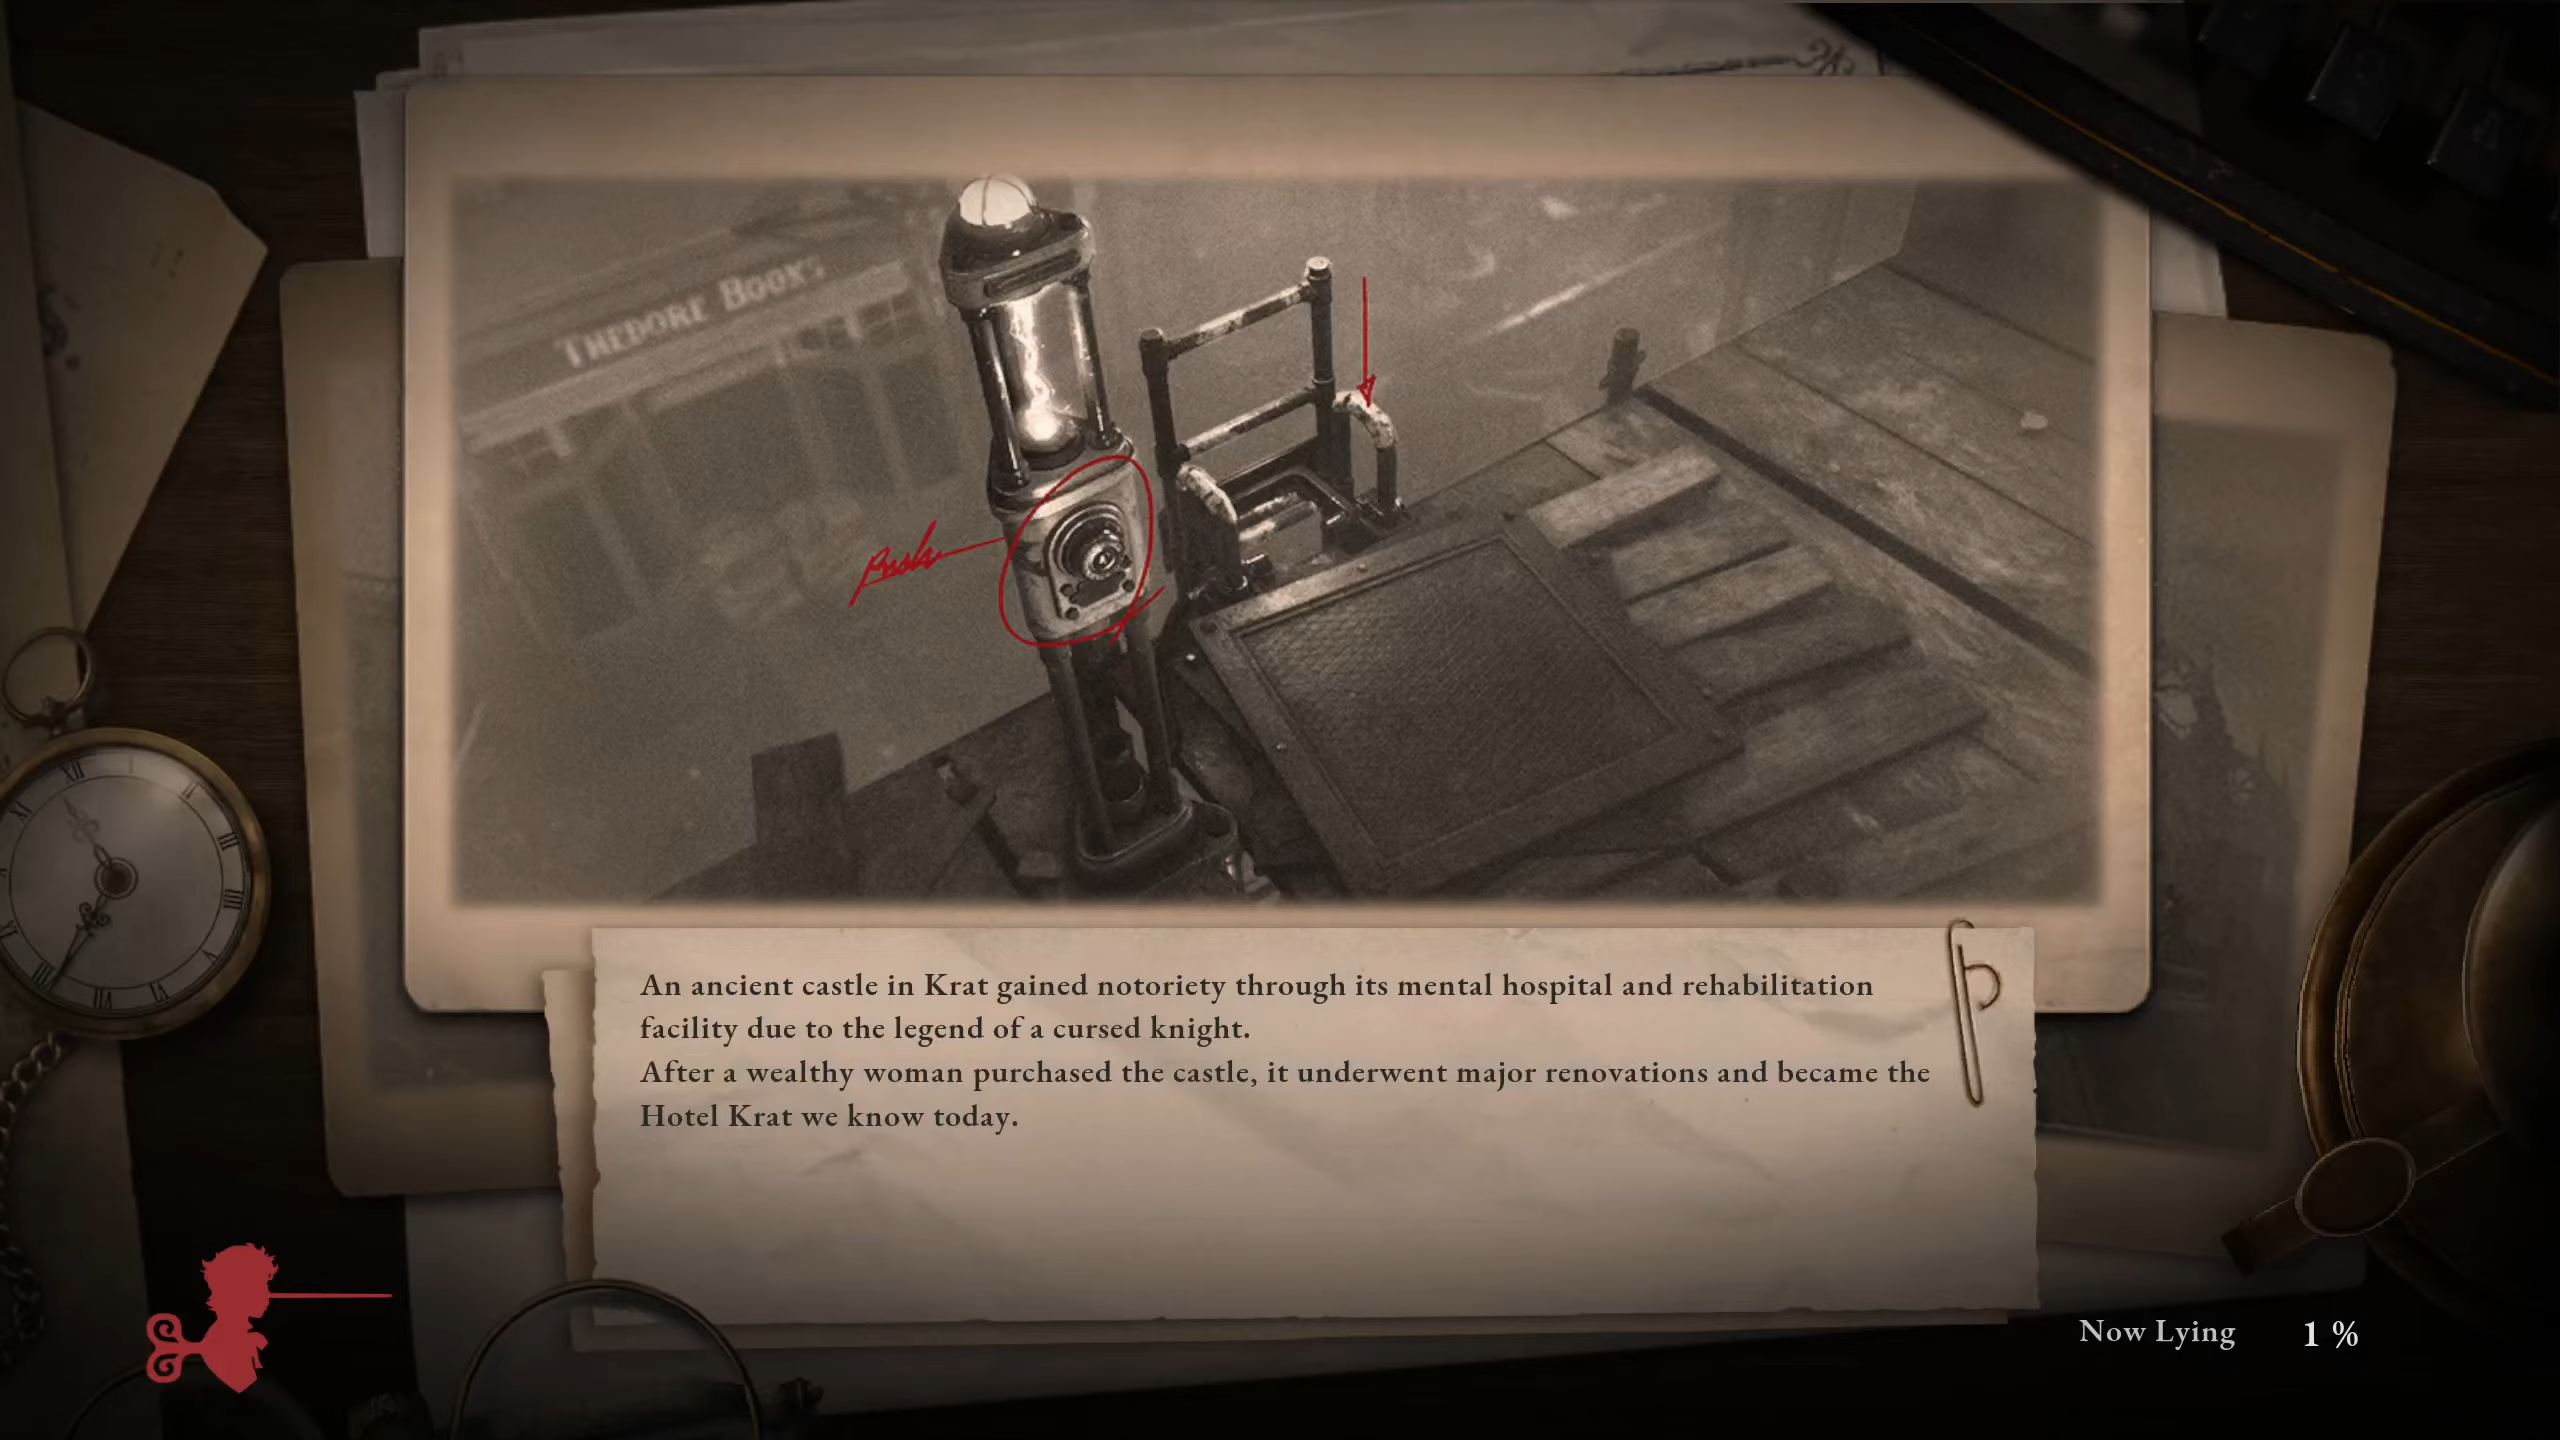 THEDORE BOOKS
Push
An ancient castle in Krat gained notoriety through its mental hospital and rehabilitation
facility due to the legend of a cursed knight.
After a wealthy woman purchased the castle, it underwent major renovations and became the
Hotel Krat we know today.
Now Lying 1 %